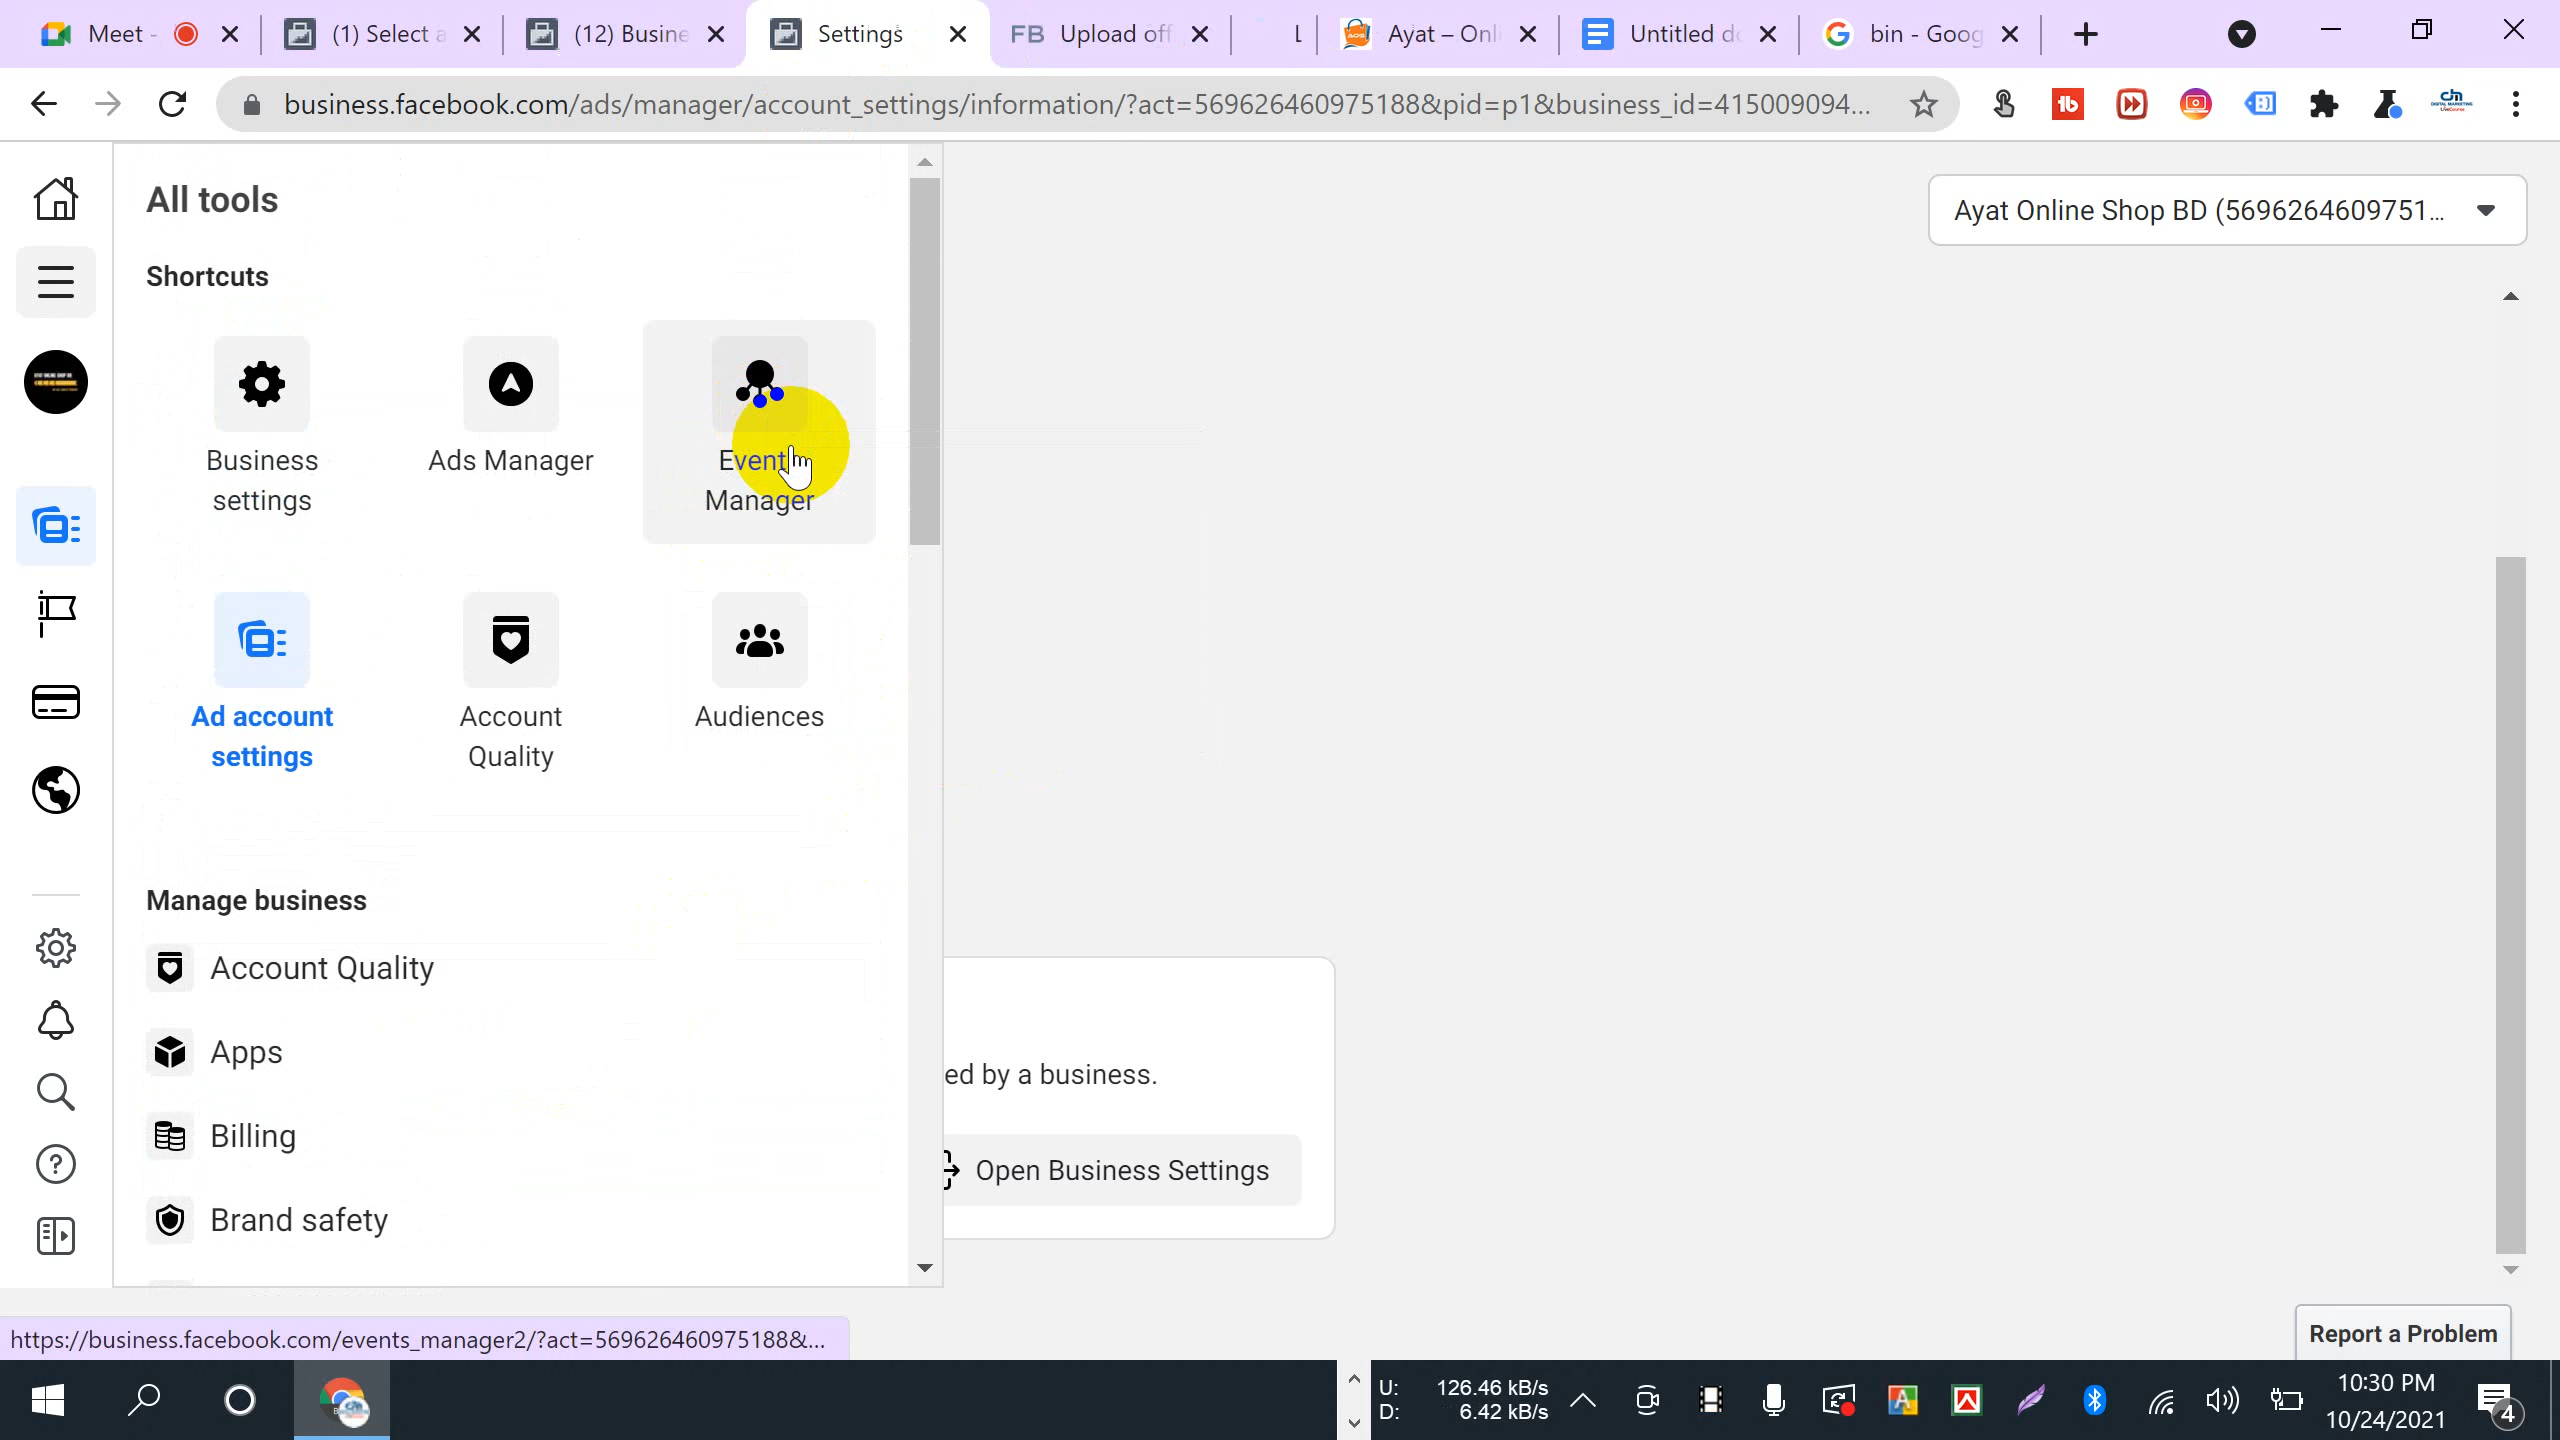 Meet -
(1) Select a
(12) Busine
Settings
FB Upload off
L
Ayat – Onli
Untitled do
bin - Goog
business.facebook.com/ads/manager/account_settings/information/?act=569626460975188&pid=p1&business_id=415009094...
All tools
Ayat Online Shop BD (5696264609751...
Shortcuts
Business
settings
Ads Manager
Event
Manager
Ad account
settings
Account
Quality
Audiences
Manage business
Account Quality
Apps
ed by a business.
Billing
Open Business Settings
Brand safety
https://business.facebook.com/events_manager2/?act=569626460975188&...
Report a Problem
U: 126.46 kB/s
D: 6.42 kB/s
10:30 PM
10/24/2021
4